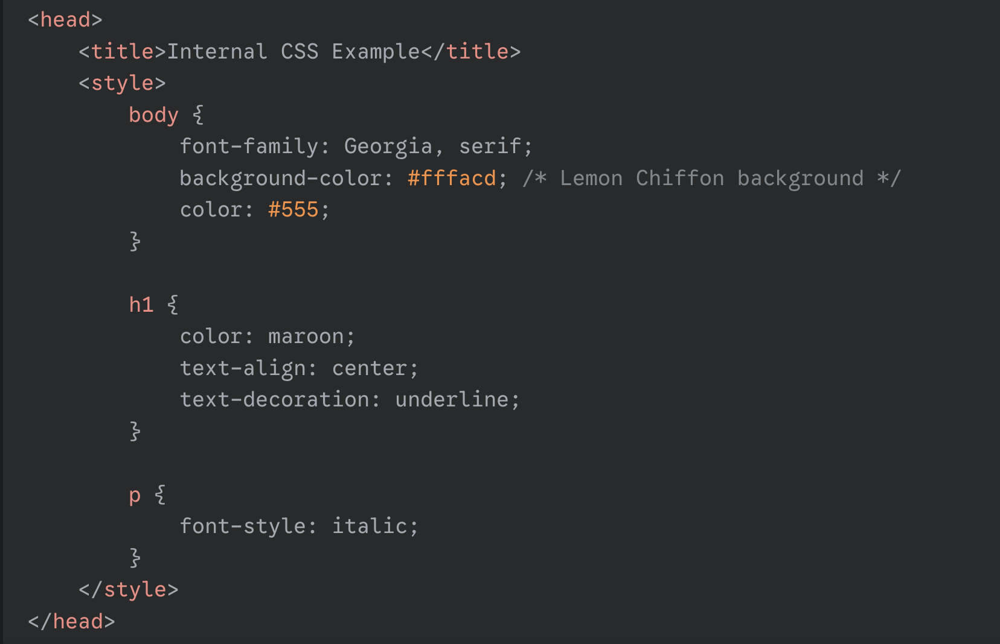 <head>
    <title>Internal CSS Example</title>
    <style>
        body {
            font-family: Georgia, serif;
            background-color: #fffacd; /* Lemon Chiffon background */
            color: #555;
        }

        h1 {
            color: maroon;
            text-align: center;
            text-decoration: underline;
        }

        p {
            font-style: italic;
        }
    </style>
</head>